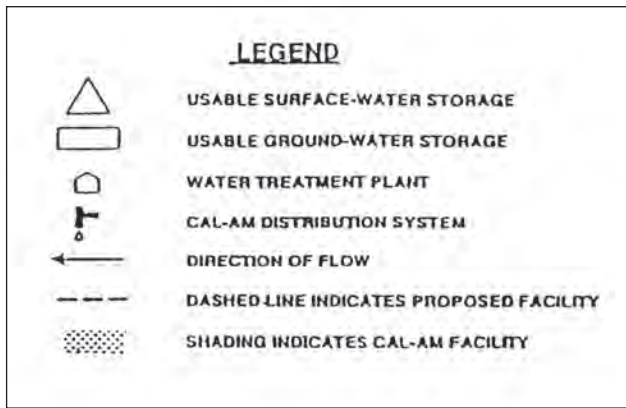 LEGEND
USABLE SURFACE-WATER STORAGE
USABLE GROUND-WATER STORAGE
WATER TREATMENT PLANT
CAL-AM DISTRIBUTION SYSTEM
DIRECTION OF FLOW
DASHED-LINE INDICATES PROPOSED FACILITY
SHADING INDICATES CAL-AM FACILITY